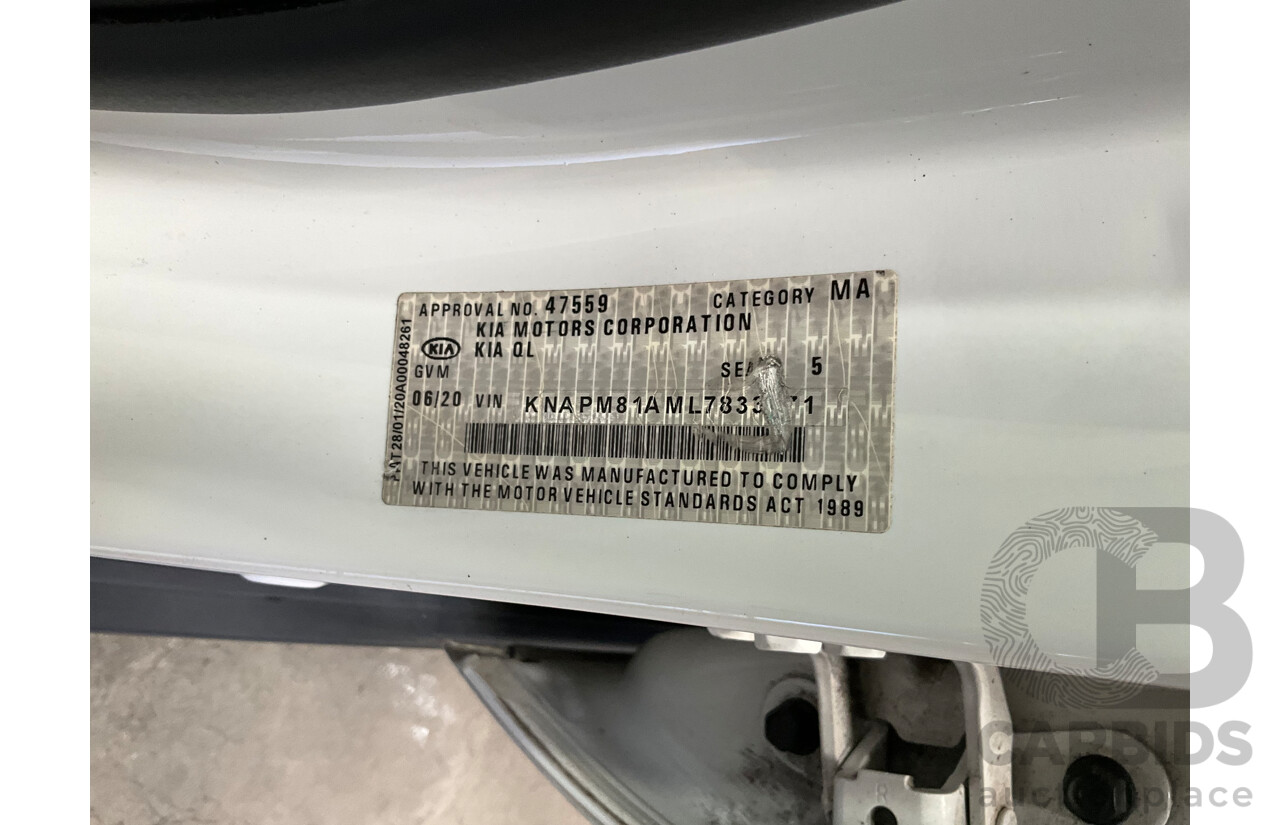 APPROVAL NO. 47559 CATEGORY MA
KIA MOTORS CORPORATION
KIA KIA QL
GVM 5
06/20 VIN
THIS VEHICLE WAS MANUFACTURED TO COMPLY
WITH THE MOTOR VEHICLE STANDARDS ACT 1989
CB
CARBIDS
R